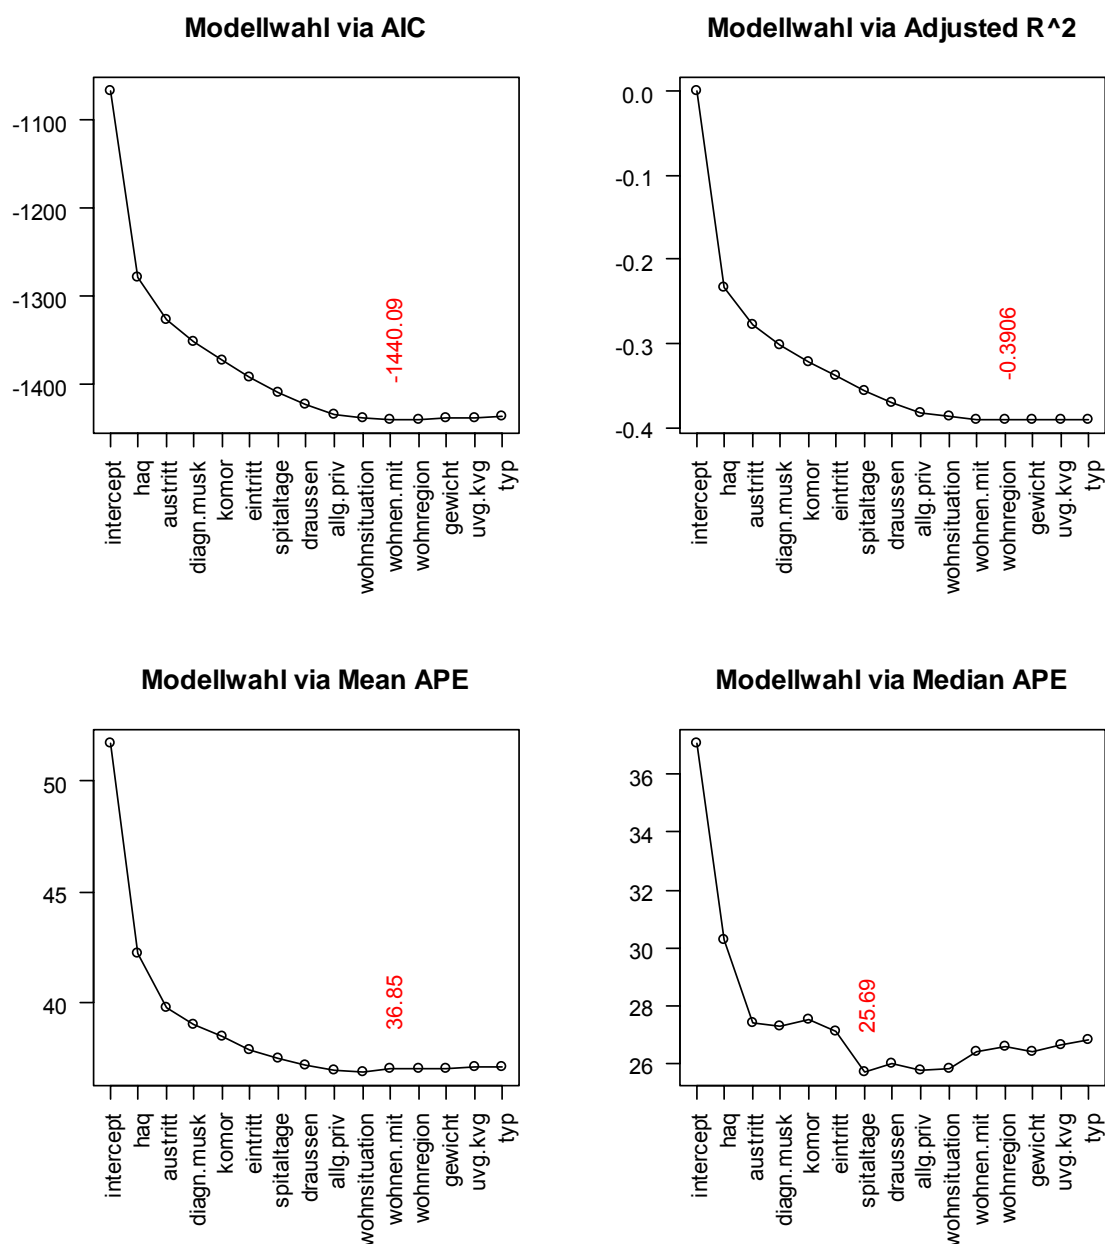 Modellwahl via AIC
-1100
-1200
-1300
-1400
-1440.09
intercept
haq
austritt
diagn.musk
komor
eintritt
spitaltage
draussen
allg.priv
wohnsituation
wohnen.mit
wohnregion
gewicht
uvg.kvg
typ
Modellwahl via Adjusted R^2
0.0
-0.1
-0.2
-0.3
-0.4
-0.3906
intercept
haq
austritt
diagn.musk
komor
eintritt
spitaltage
draussen
allg.priv
wohnsituation
wohnen.mit
wohnregion
gewicht
uvg.kvg
typ
Modellwahl via Mean APE
50
45
40
36.85
intercept
haq
austritt
diagn.musk
komor
eintritt
spitaltage
draussen
allg.priv
wohnsituation
wohnen.mit
wohnregion
gewicht
uvg.kvg
typ
Modellwahl via Median APE
36
34
32
30
28
26
25.69
intercept
haq
austritt
diagn.musk
komor
eintritt
spitaltage
draussen
allg.priv
wohnsituation
wohnen.mit
wohnregion
gewicht
uvg.kvg
typ